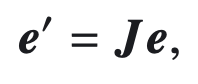 e′ = Je,